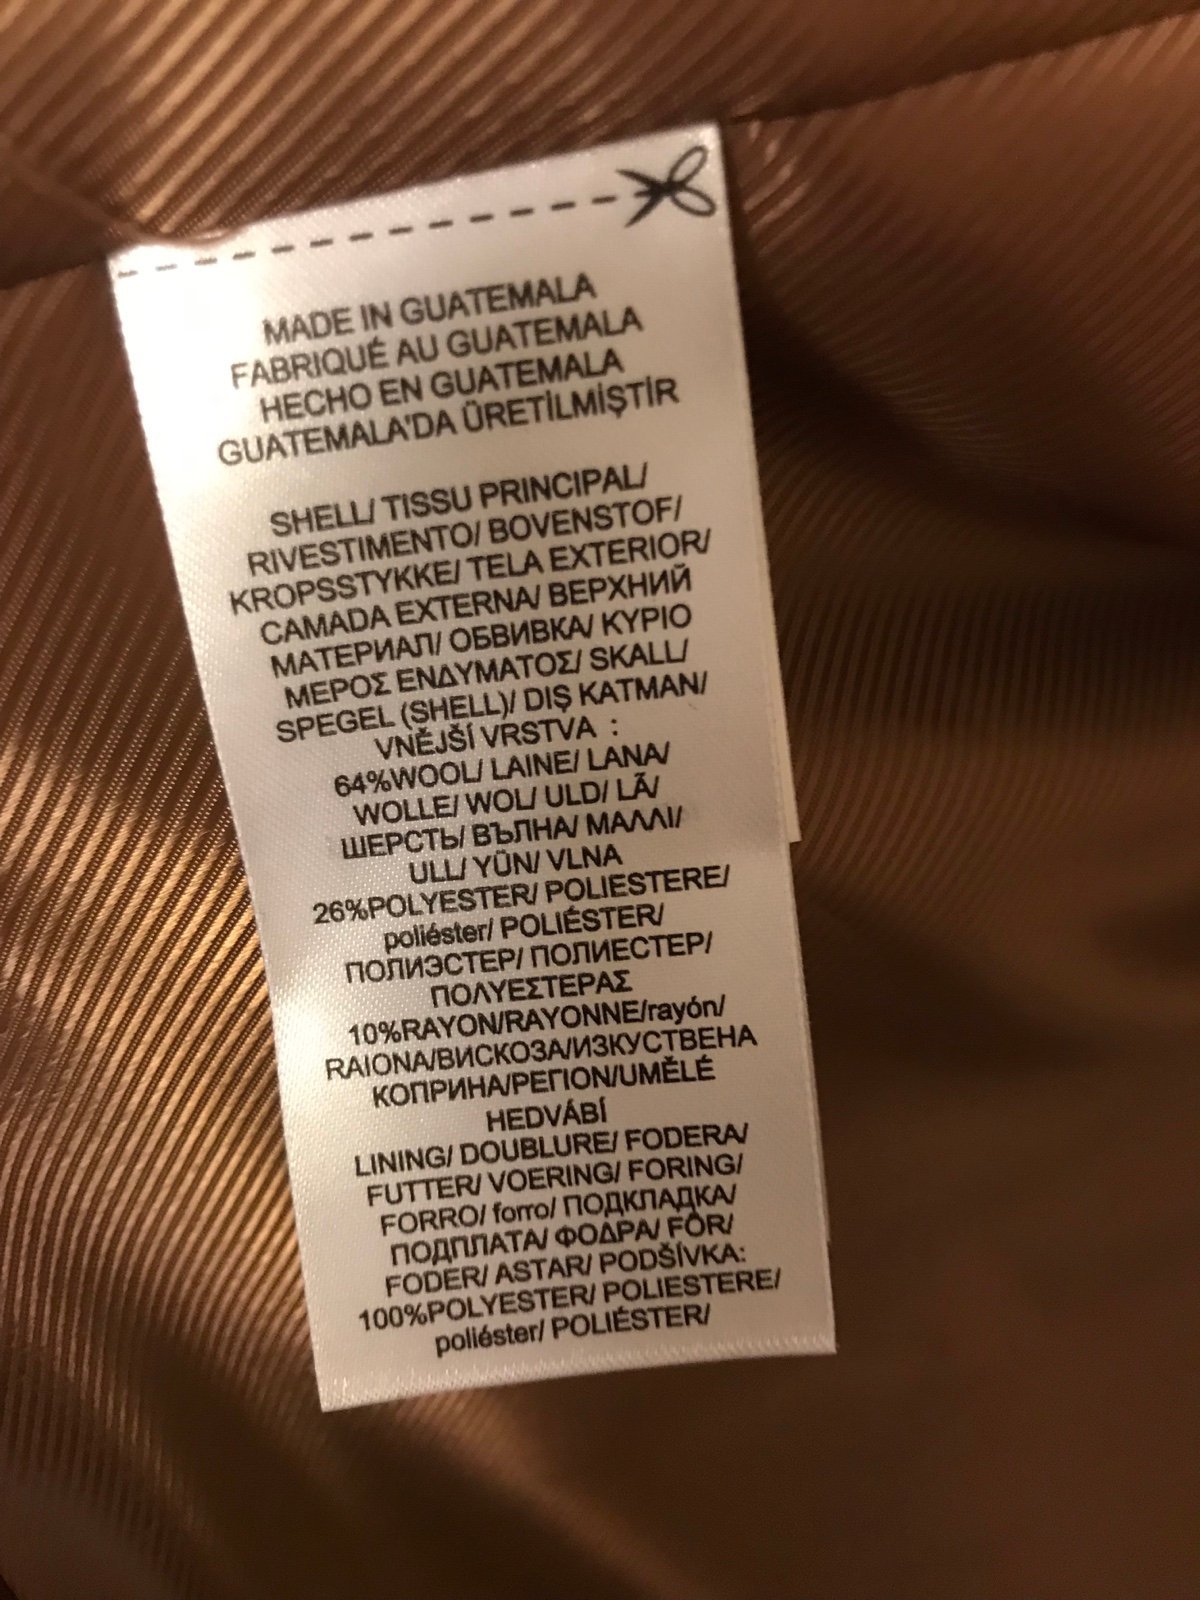 MADE IN GUATEMALA
FABRIQUÉ AU GUATEMALA
HECHO EN GUATEMALA
GUATEMALA'DA ÜRETİLMİŞTİR
SHELL/ TISSU PRINCIPAL/
RIVESTIMENTO/ BOVENSTOF/
KROPSSTYKKE/ TELA EXTERIOR/
CAMADA EXTERNA/ ВЕРХНИЙ
МАТЕРИАЛ/ ОБВИВКА/ ΚΥΡΙΟ
ΜΕΡΟΣ ΕΝΔΥΜΑΤΟΣ/ SKALL/
SPEGEL (SHELL)/ DIŞ KATMAN/
VNĚJŠÍ VRSTVA :
64%WOOL/ LAINE/ LANA/
WOLLE/ WOL/ ULD/ LÃ/
ШЕРСТЬ/ ВЪЛНА/ ΜΑΛΛΙ/
ULL/ YÜN/ VLNA
26%POLYESTER/ POLIESTERE/
poliéster/ POLIÉSTER/
ПОЛИЭСТЕР/ ПОЛИЕСТЕР/
ΠΟΛΥΕΣΤΕΡΑΣ
10%RAYON/RAYONNE/rayón/
RAIONA/ВИСКОЗА/ИЗКУСТВЕНА
КОПРИНА/ΡΕΓΙΟΝ/UMĚLÉ
HEDVÁBÍ
LINING/ DOUBLURE/ FODERA/
FUTTER/ VOERING/ FORING/
FORRO/ forro/ ПОДКЛАДКА/
ПОДПЛАТА/ ΦΟΔΡΑ/ FÖR/
FODER/ ASTAR/ PODŠÍVKA:
100%POLYESTER/ POLIESTERE/
poliéster/ POLIÉSTER/